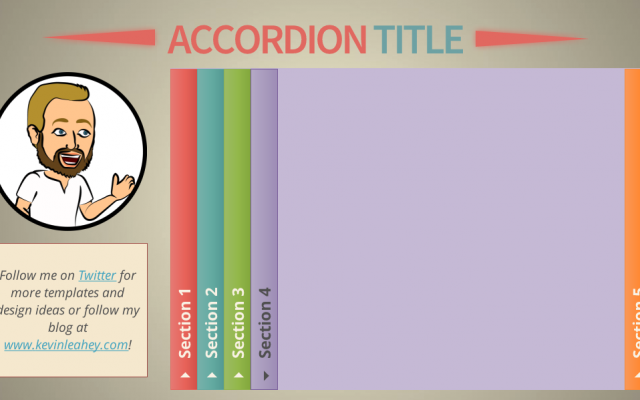 ACCORDION TITLE
Follow me on Twitter for
more templates and
design ideas or follow my
blog at
www.kevinleahey.com!
Section 1
Section 2
Section 3
Section 4
Section 5